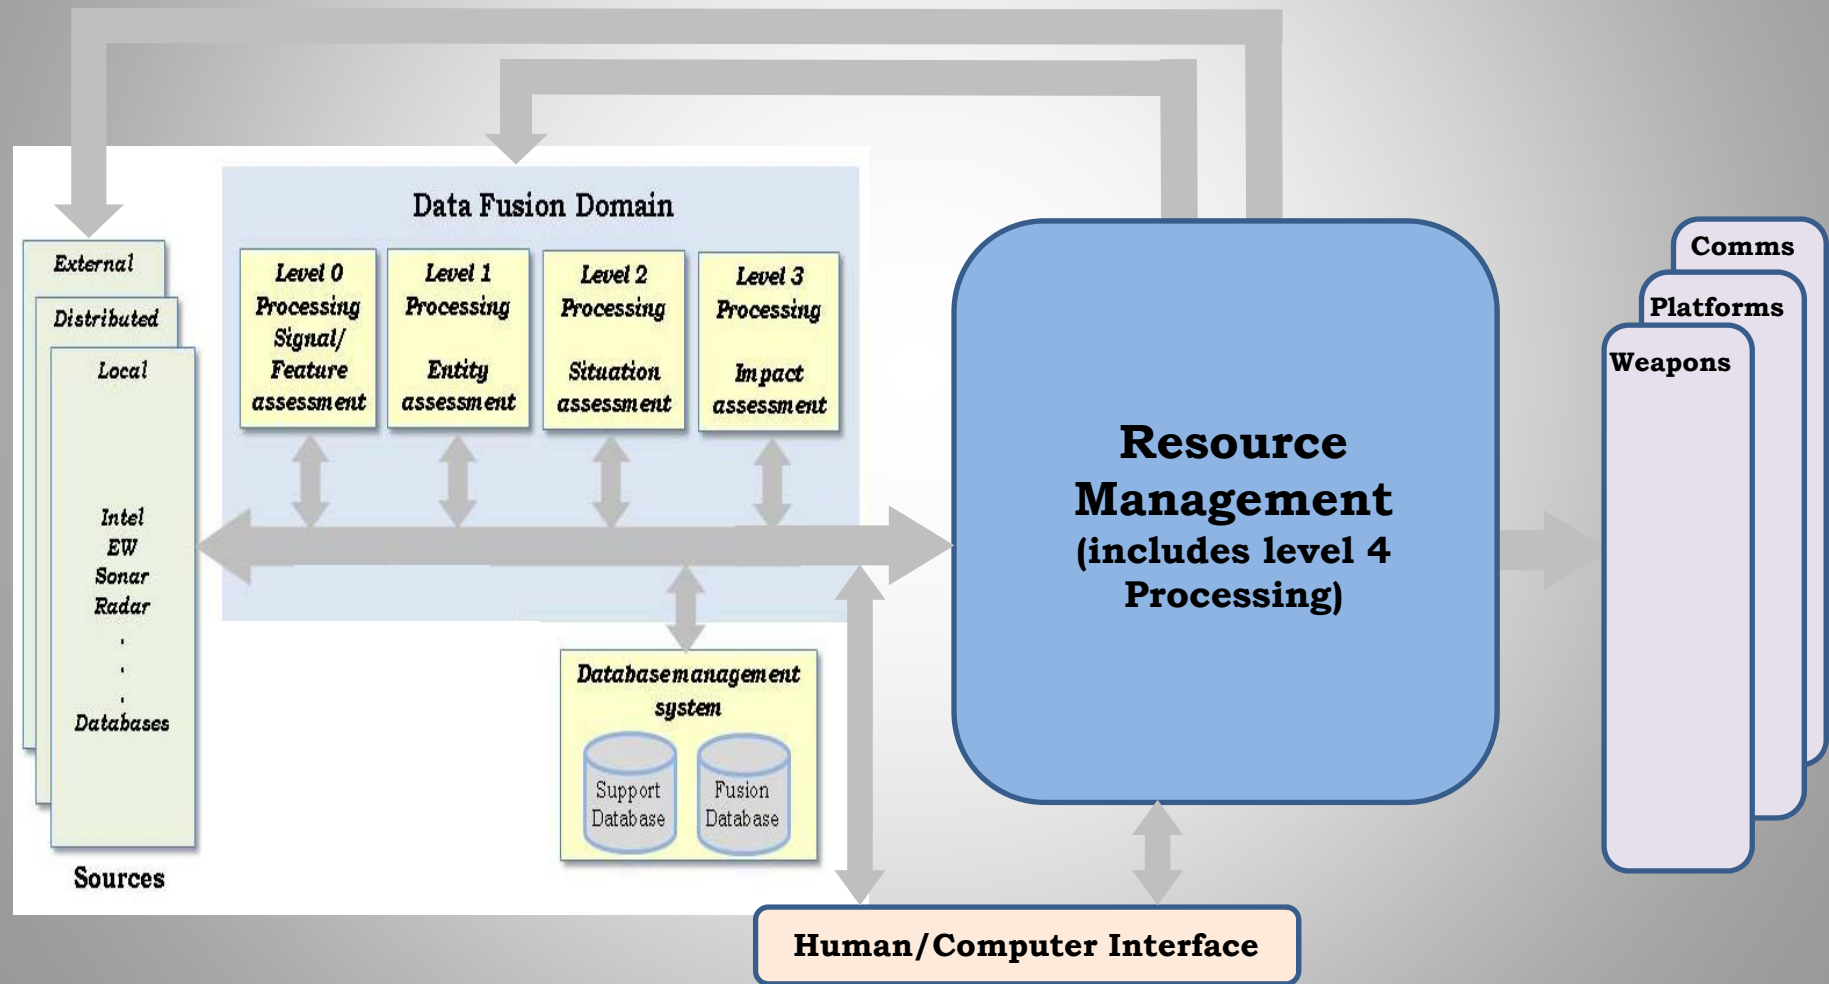 Data Fusion Domain
External
Distributed
Local
Intel
EW
Sonar
Radar
.
.
.
Databases
Sources
Level 0
Processing
Signal/
Feature
assessment
Level 1
Processing
Entity
assessment
Level 2
Processing
Situation
assessment
Level 3
Processing
Impact
assessment
Database management
system
Support
Database
Fusion
Database
Resource
Management
(includes level 4
Processing)
Comms
Platforms
Weapons
Human/Computer Interface